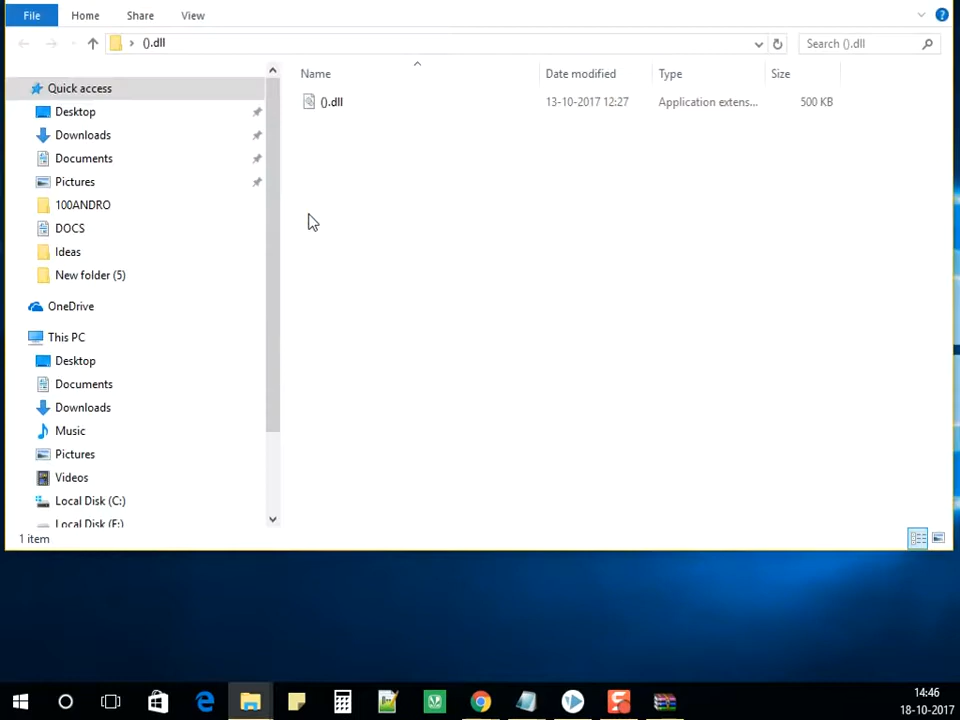 File Home Share View
().dll
Search ().dll
Name Date modified Type Size
().dll 13-10-2017 12:27 Application extens... 500 KB
Quick access
Desktop
Downloads
Documents
Pictures
100ANDRO
DOCS
Ideas
New folder (5)
OneDrive
This PC
Desktop
Documents
Downloads
Music
Pictures
Videos
Local Disk (C:)
Local Disk (F:)
1 item
14:46
18-10-2017